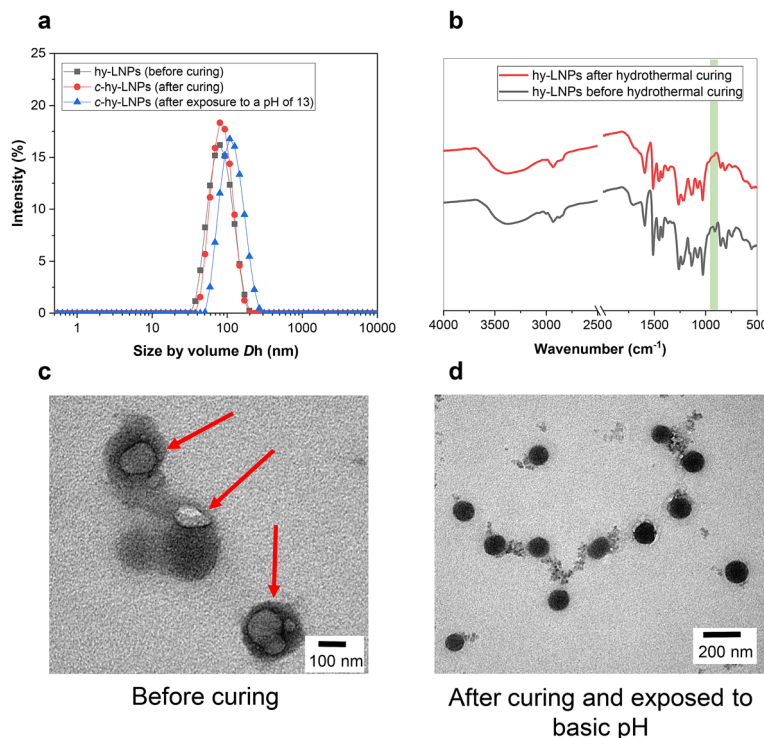 a
hy-LNPs (before curing)
c-hy-LNPs (after curing)
c-hy-LNPs (after exposure to a pH of 13)
Intensity (%)
25
20
15
10
5
0
1 10 100 1000 10000
Size by volume Dh (nm)
b
hy-LNPs after hydrothermal curing
hy-LNPs before hydrothermal curing
4000 3500 3000 2500 1500 1000 500
Wavenumber (cm⁻¹)
c
100 nm
Before curing
d
200 nm
After curing and exposed to
basic pH